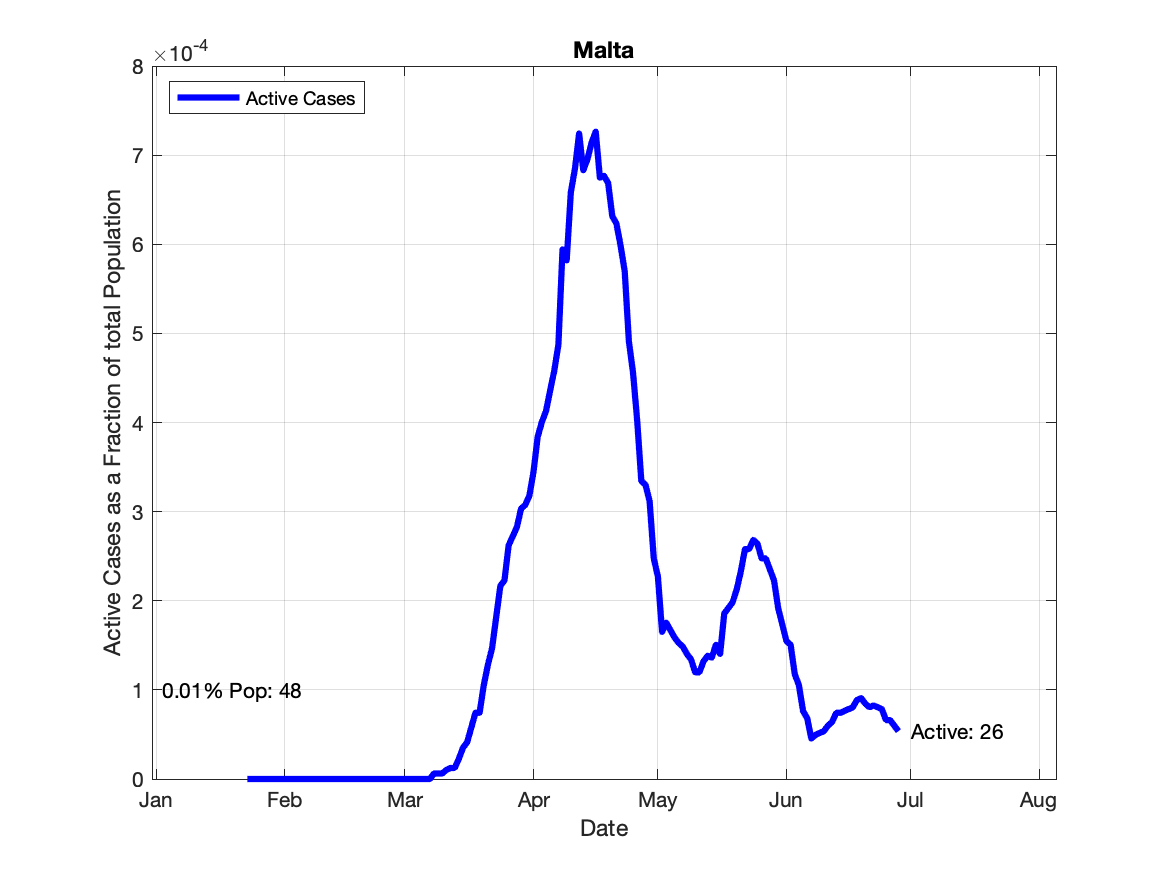 Malta
×10^-4
Active Cases
8
7
6
5
4
3
2
1
0
Active Cases as a Fraction of total Population
0.01% Pop: 48
Active: 26
Jan Feb Mar Apr May Jun Jul Aug
Date